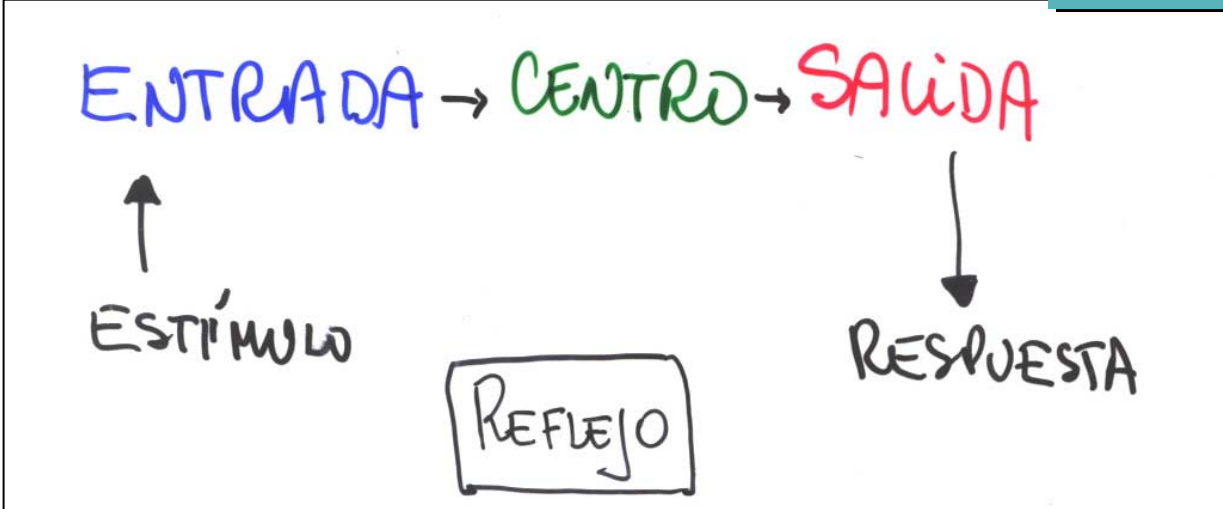 ENTRADA → CENTRO → SALIDA
ESTÍMULO
RESPUESTA
REFLEJO